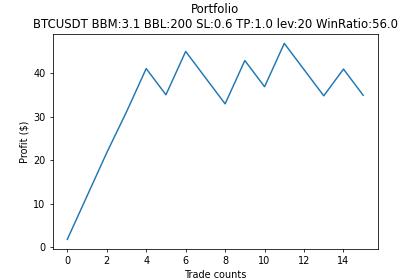 Portfolio
BTCUSDT BBM:3.1 BBL:200 SL:0.6 TP:1.0 lev:20 WinRatio:56.0
40
30
20
10
0
Profit ($)
0 2 4 6 8 10 12 14
Trade counts